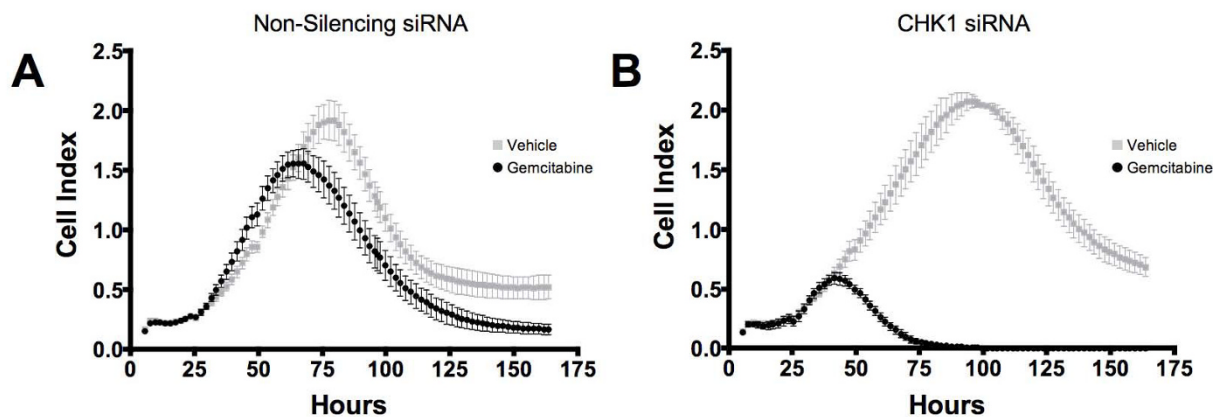 A
Non-Silencing siRNA
Cell Index
2.5
2.0
1.5
1.0
0.5
0.0
0 25 50 75 100 125 150 175
Hours
Vehicle
Gemcitabine
B
CHK1 siRNA
Cell Index
2.5
2.0
1.5
1.0
0.5
0.0
0 25 50 75 100 125 150 175
Hours
Vehicle
Gemcitabine